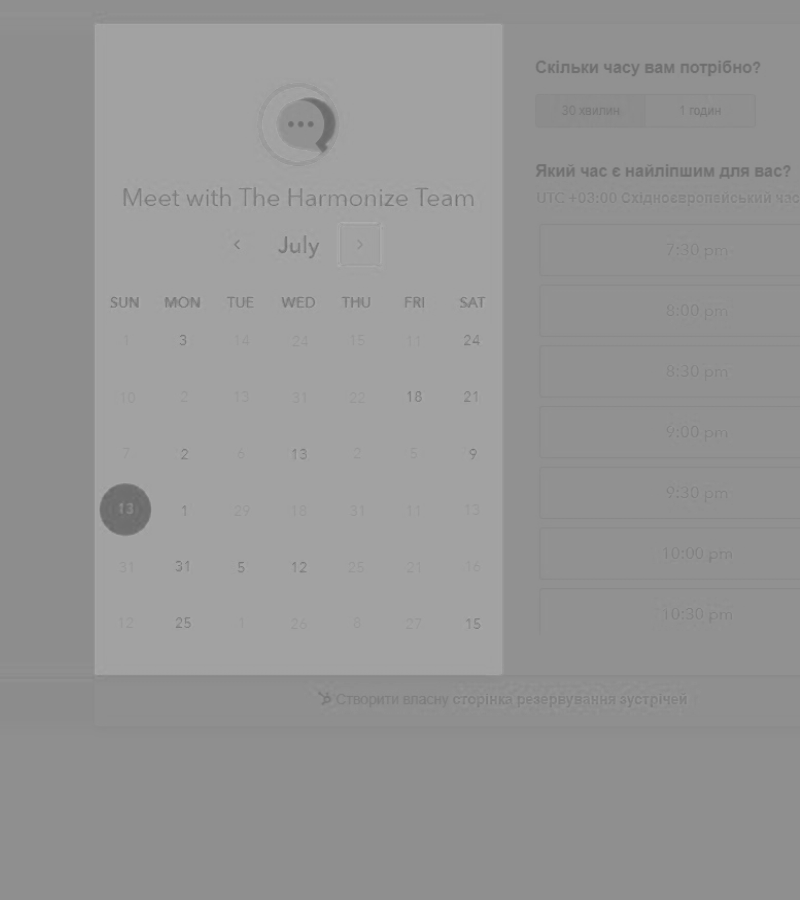 Meet with The Harmonize Team
July
SUN MON TUE WED THU FRI SAT
1 3 14 24 15 11 24
10 2 13 31 22 18 21
7 2 6 13 2 5 9
13 1 29 18 31 11 13
31 31 5 12 25 21 16
12 25 1 26 8 27 15
Скільки часу вам потрібно?
30 хвилин 1 годин
Який час є найліпшим для вас?
UTC +03:00 Східноєвропейський час
7:30 pm
8:00 pm
8:30 pm
9:00 pm
9:30 pm
10:00 pm
10:30 pm
Створити власну сторінка резервування зустрічей